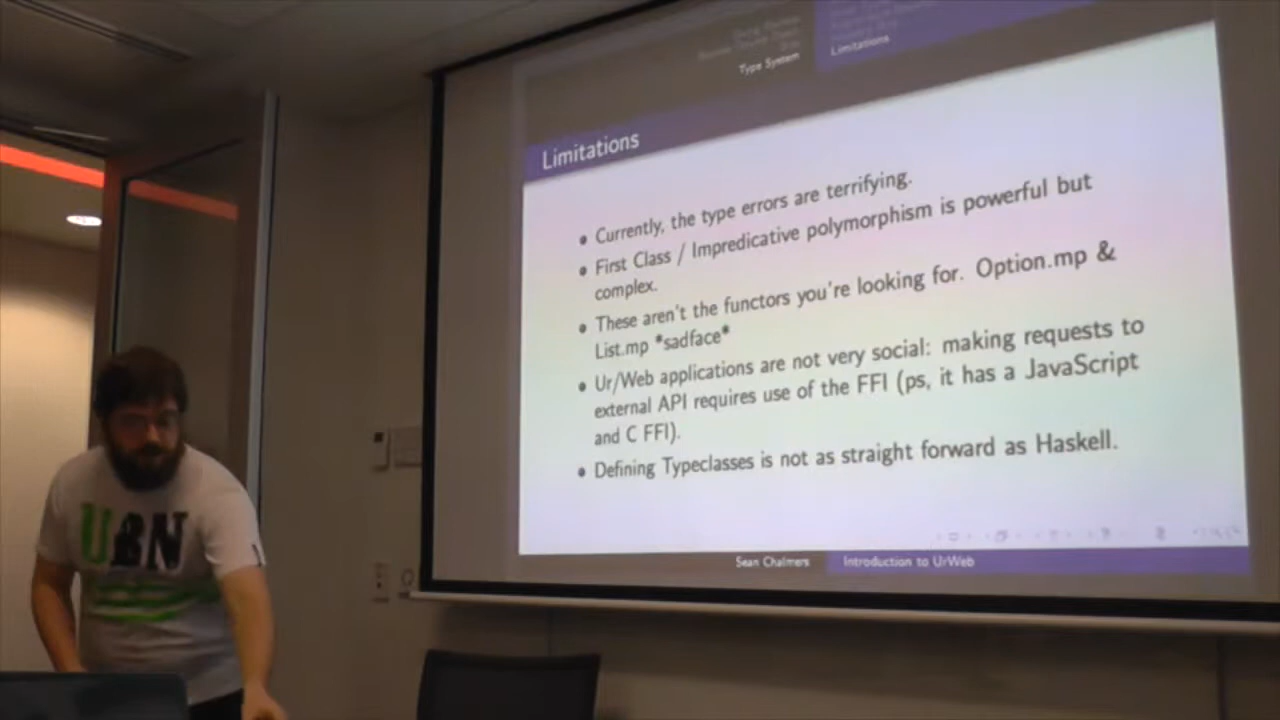 Type System
Limitations
Limitations
Currently, the type errors are terrifying.
First Class / Impredicative polymorphism is powerful but
complex.
These aren't the functors you're looking for. Option.mp &
List.mp *sadface*
Ur/Web applications are not very social: making requests to
external API requires use of the FFI (ps, it has a JavaScript
and C FFI).
Defining Typeclasses is not as straight forward as Haskell.
Sean Chalmers
Introduction to UrWeb
UBN